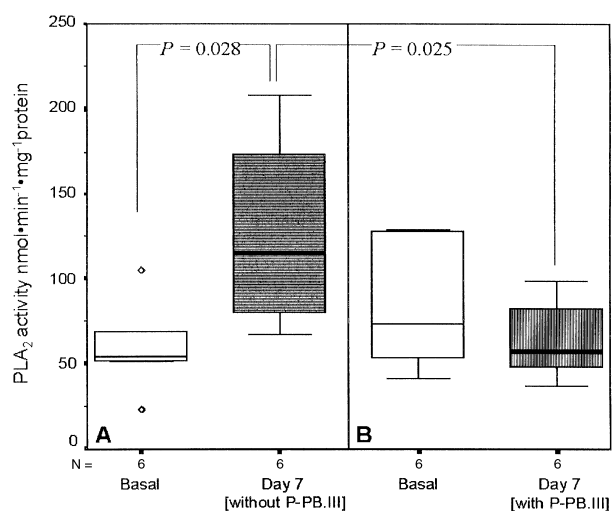 250
200
150
100
50
0
PLA₂ activity nmol•min⁻¹•mg⁻¹protein
P = 0.028
P = 0.025
A
B
N = 6 6 6 6
Basal Day 7 Basal Day 7
[without P-PB.III] [with P-PB.III]